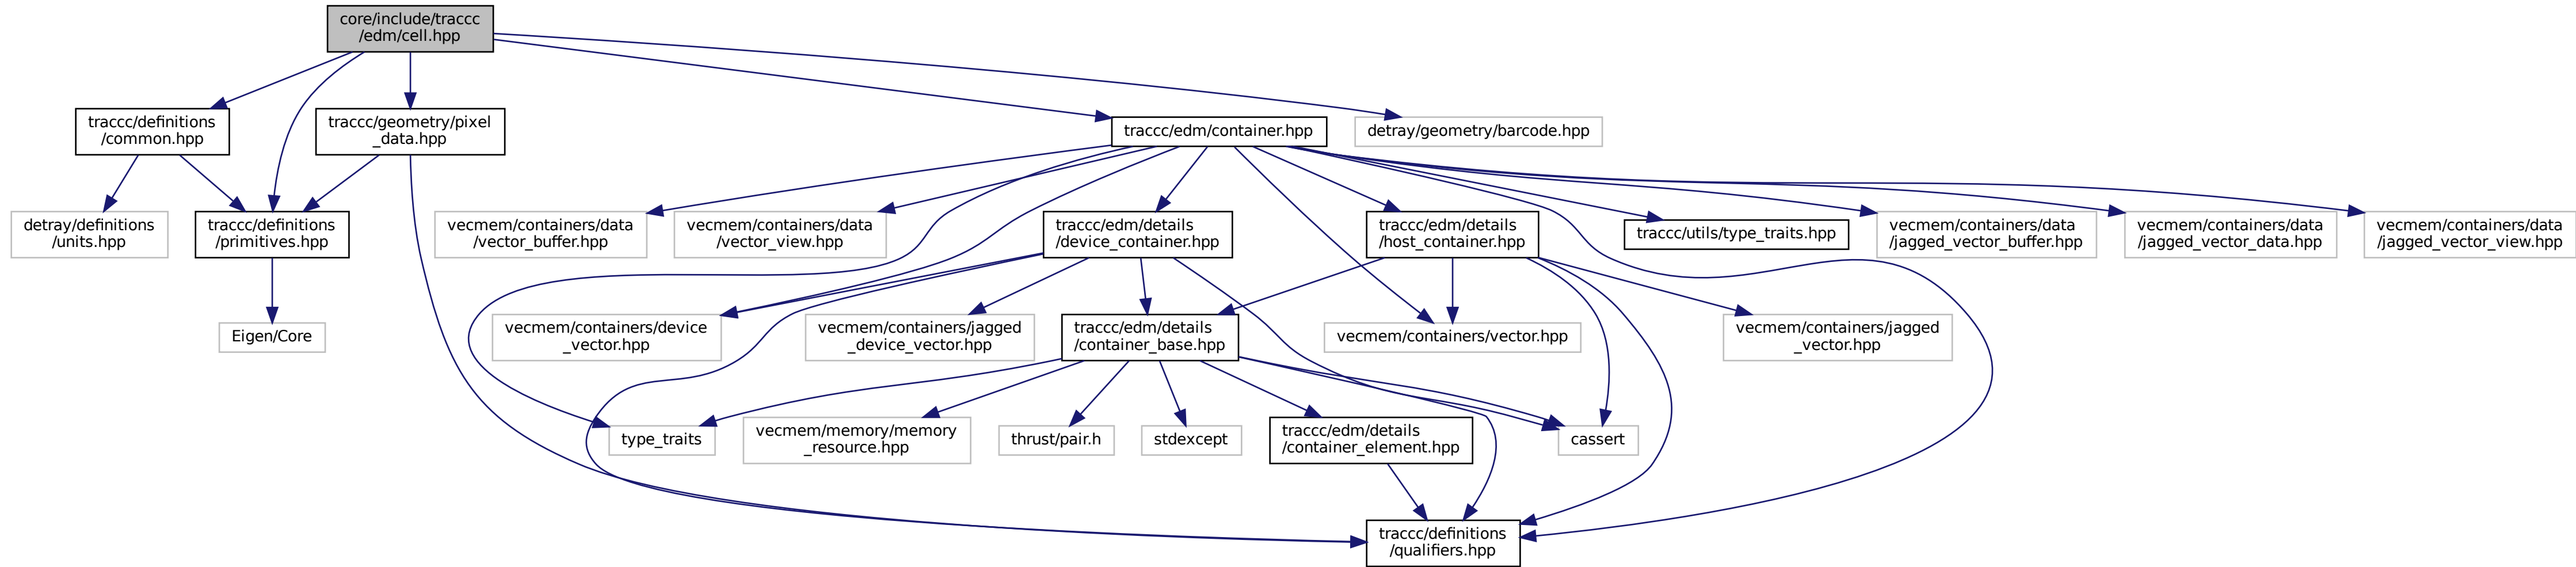 core/include/traccc
/edm/cell.hpp
traccc/definitions
/common.hpp
traccc/geometry/pixel
_data.hpp
traccc/edm/container.hpp
detray/geometry/barcode.hpp
detray/definitions
/units.hpp
traccc/definitions
/primitives.hpp
vecmem/containers/data
/vector_buffer.hpp
vecmem/containers/data
/vector_view.hpp
traccc/edm/details
/device_container.hpp
traccc/edm/details
/host_container.hpp
traccc/utils/type_traits.hpp
vecmem/containers/data
/jagged_vector_buffer.hpp
vecmem/containers/data
/jagged_vector_data.hpp
vecmem/containers/data
/jagged_vector_view.hpp
Eigen/Core
vecmem/containers/device
_vector.hpp
vecmem/containers/jagged
_device_vector.hpp
traccc/edm/details
/container_base.hpp
vecmem/containers/vector.hpp
vecmem/containers/jagged
_vector.hpp
type_traits
vecmem/memory/memory
_resource.hpp
thrust/pair.h
stdexcept
traccc/edm/details
/container_element.hpp
cassert
traccc/definitions
/qualifiers.hpp